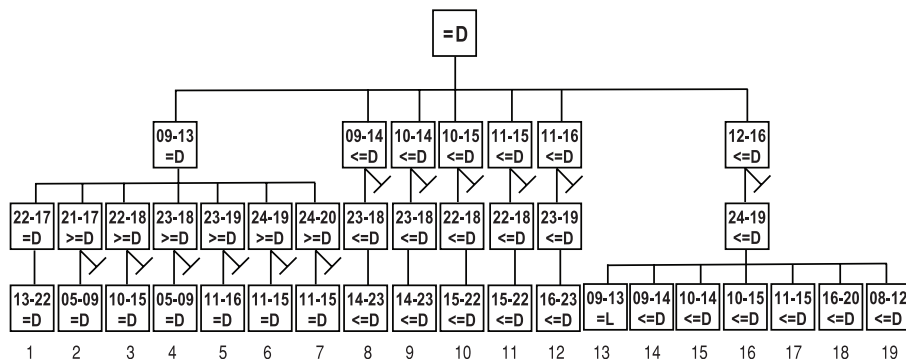 =D
09-13 09-14 10-14 10-15 11-15 11-16 12-16
=D <=D <=D <=D <=D <=D <=D
22-17 21-17 22-18 23-18 23-19 24-19 24-20 23-18 23-18 22-18 22-18 23-19 24-19
=D >=D >=D >=D >=D >=D >=D <=D <=D <=D <=D <=D <=D
13-22 05-09 10-15 05-09 11-16 11-15 11-15 14-23 14-23 15-22 15-22 16-23 09-13 09-14 10-14 10-15 11-15 16-20 08-12
=D =D =D =D =D =D =D <=D <=D <=D <=D <=D =L <=D <=D <=D <=D <=D <=D
1 2 3 4 5 6 7 8 9 10 11 12 13 14 15 16 17 18 19